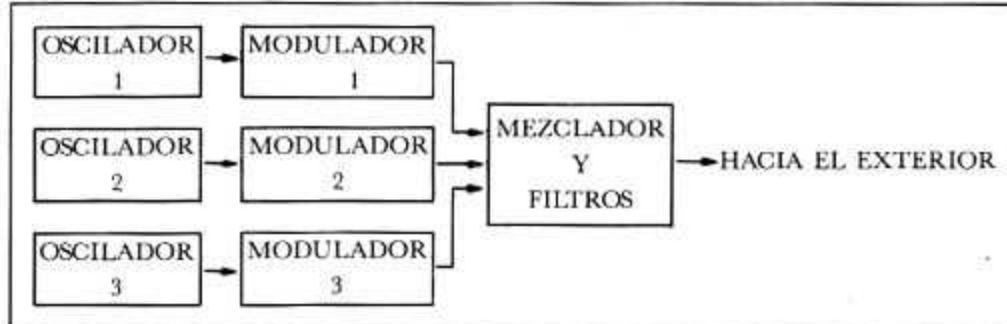 OSCILADOR
1
MODULADOR
1
OSCILADOR
2
MODULADOR
2
OSCILADOR
3
MODULADOR
3
MEZCLADOR
Y
FILTROS
HACIA EL EXTERIOR